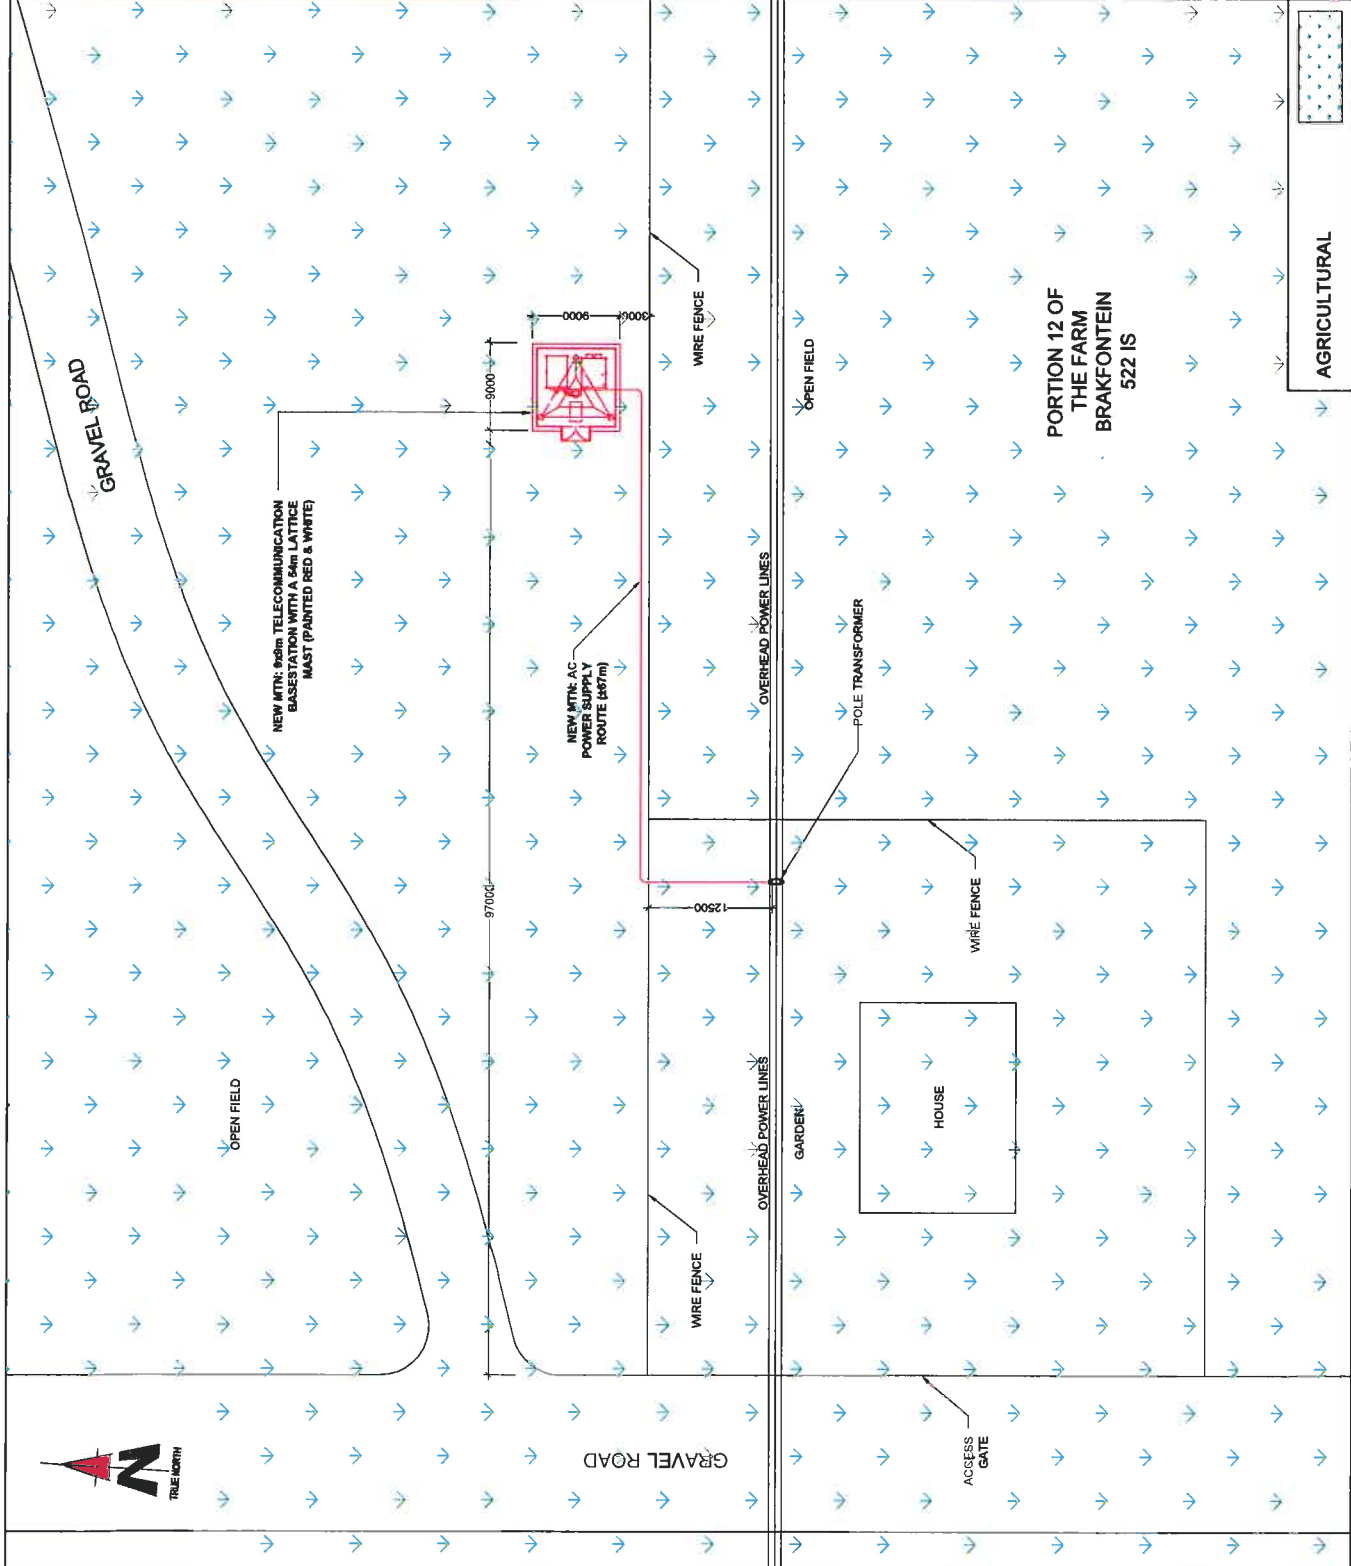 TRUE NORTH
GRAVEL ROAD
OPEN FIELD
GRAVEL ROAD
NEW MTN: 9x9m TELECOMMUNICATION
BASESTATION WITH A 54m LATTICE
MAST (PAINTED RED & WHITE)
97000
9000
9000
3000
NEW MTN: AC
POWER SUPPLY
ROUTE (±67m)
WIRE FENCE
WIRE FENCE
12500
OVERHEAD POWER LINES
OVERHEAD POWER LINES
GARDEN
OPEN FIELD
POLE TRANSFORMER
HOUSE
WIRE FENCE
ACCESS
GATE
PORTION 12 OF
THE FARM
BRAKFONTEIN
522 IS
AGRICULTURAL